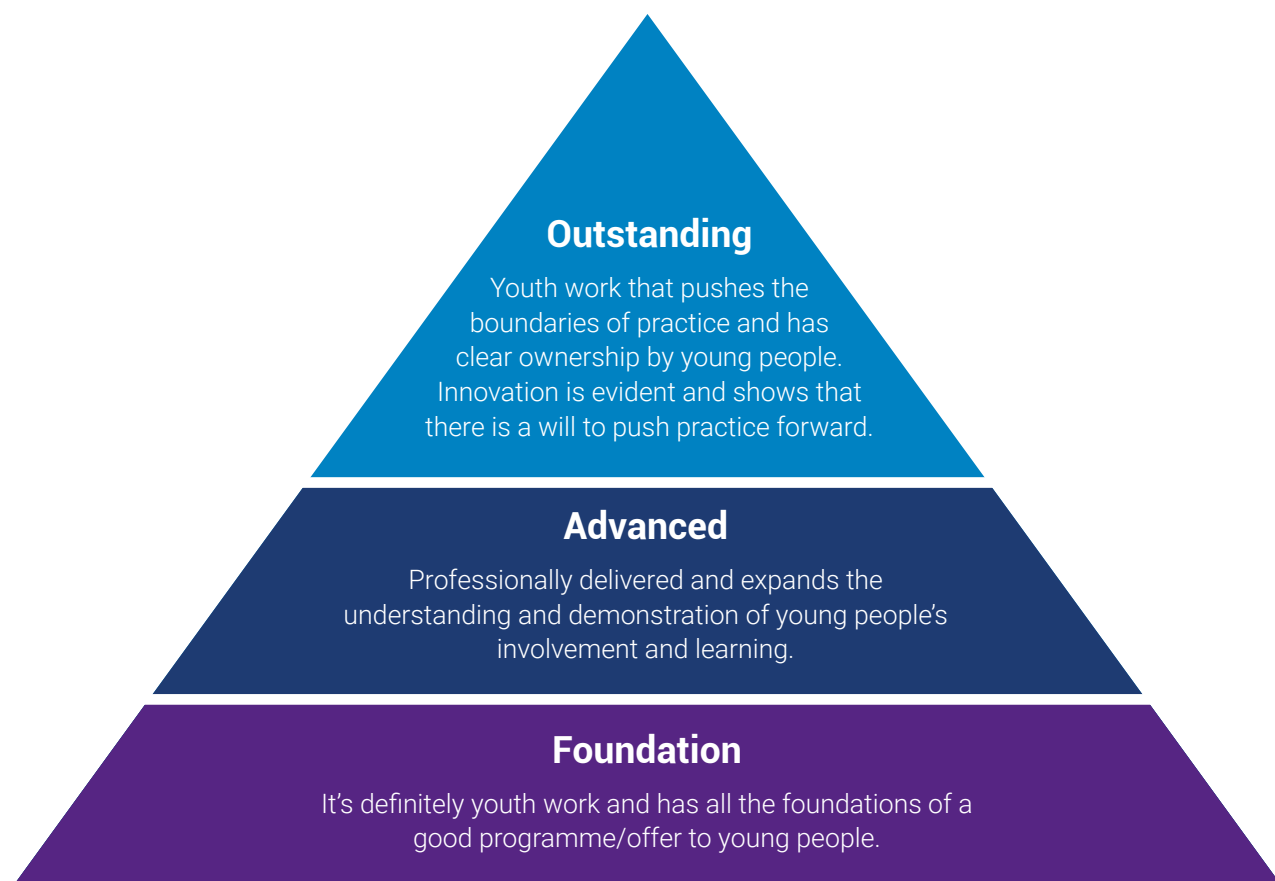 Outstanding
Youth work that pushes the
boundaries of practice and has
clear ownership by young people.
Innovation is evident and shows that
there is a will to push practice forward.
Advanced
Professionally delivered and expands the
understanding and demonstration of young people’s
involvement and learning.
Foundation
It’s definitely youth work and has all the foundations of a
good programme/offer to young people.